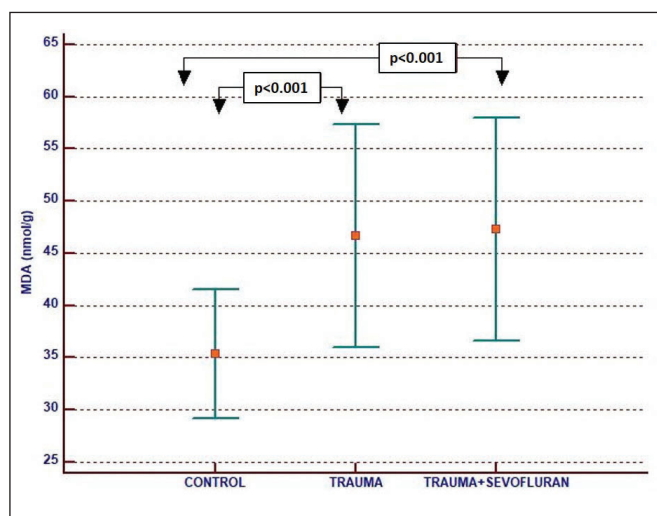 65
p<0.001
60
p<0.001
55
50
45
40
35
30
25
MDA (nmol/g)
CONTROL TRAUMA TRAUMA+SEVOFLURAN